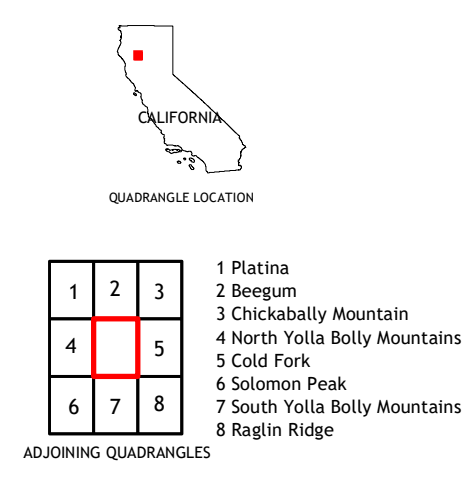 CALIFORNIA
QUADRANGLE LOCATION
1 2 3
4 5
6 7 8
1 Platina
2 Beegum
3 Chickabally Mountain
4 North Yolla Bolly Mountains
5 Cold Fork
6 Solomon Peak
7 South Yolla Bolly Mountains
8 Raglin Ridge
ADJOINING QUADRANGLES